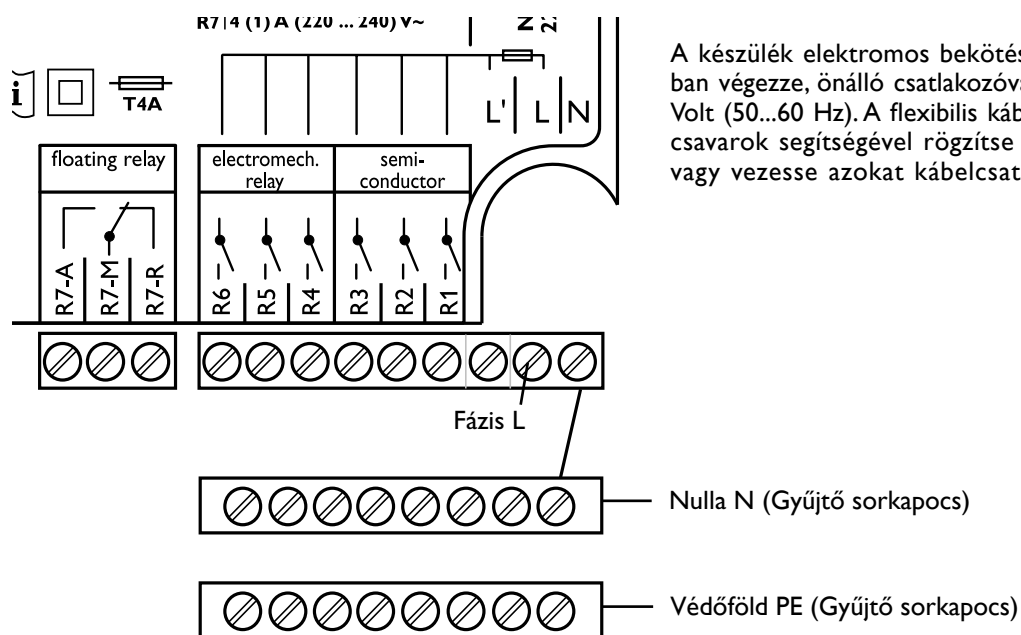 R7 4 (1) A (220 ... 240) V~
N
i
T4A
L' L N
floating relay
electromech.
relay
semi-
conductor
R7-A
R7-M
R7-R
R6
R5
R4
R3
R2
R1
Fázis L
Nulla N (Gyűjtő sorkapocs)
Védőföld PE (Gyűjtő sorkapocs)
A készülék elektromos bekötés
ban végezze, önálló csatlakozóv
Volt (50...60 Hz). A flexibilis káb
csavarok segítségével rögzítse
vagy vezesse azokat kábelcsat